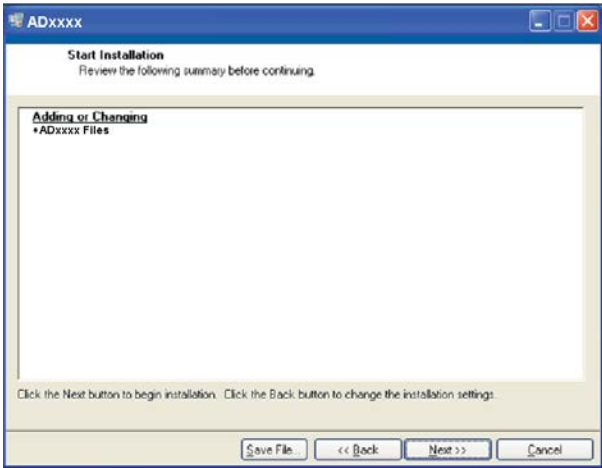 ADxxxx
Start Installation
Review the following summary before continuing.
Adding or Changing
•ADxxxx Files
Click the Next button to begin installation. Click the Back button to change the installation settings.
Save File... << Back Next >> Cancel